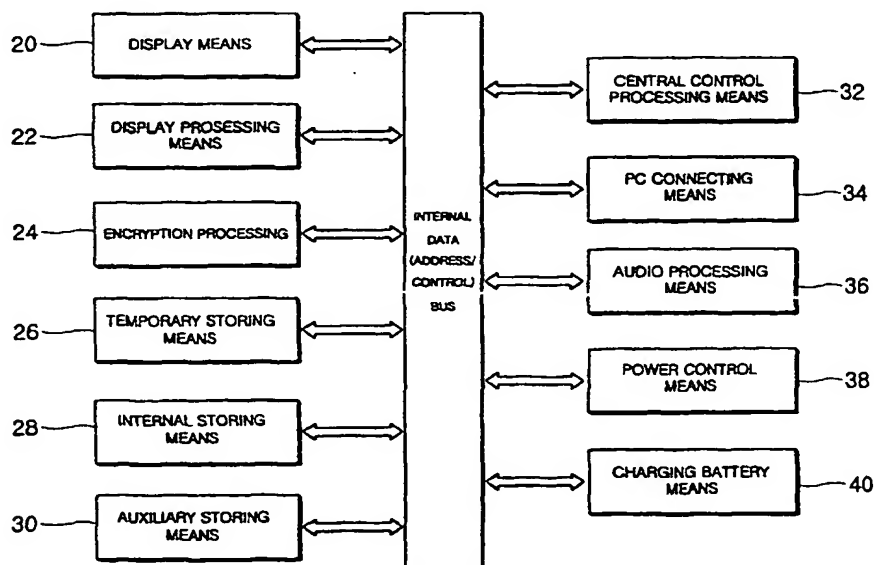 20
DISPLAY MEANS
22
DISPLAY PROSESSING
MEANS
24
ENCRYPTION PROCESSING
26
TEMPORARY STORING
MEANS
28
INTERNAL STORING
MEANS
30
AUXILIARY STORING
MEANS
INTERNAL
DATA
(ADDRESS/
CONTROL)
BUS
CENTRAL CONTROL
PROCESSING MEANS
32
PC CONNECTING
MEANS
34
AUDIO PROCESSING
MEANS
36
POWER CONTROL
MEANS
38
CHARGING BATTERY
MEANS
40